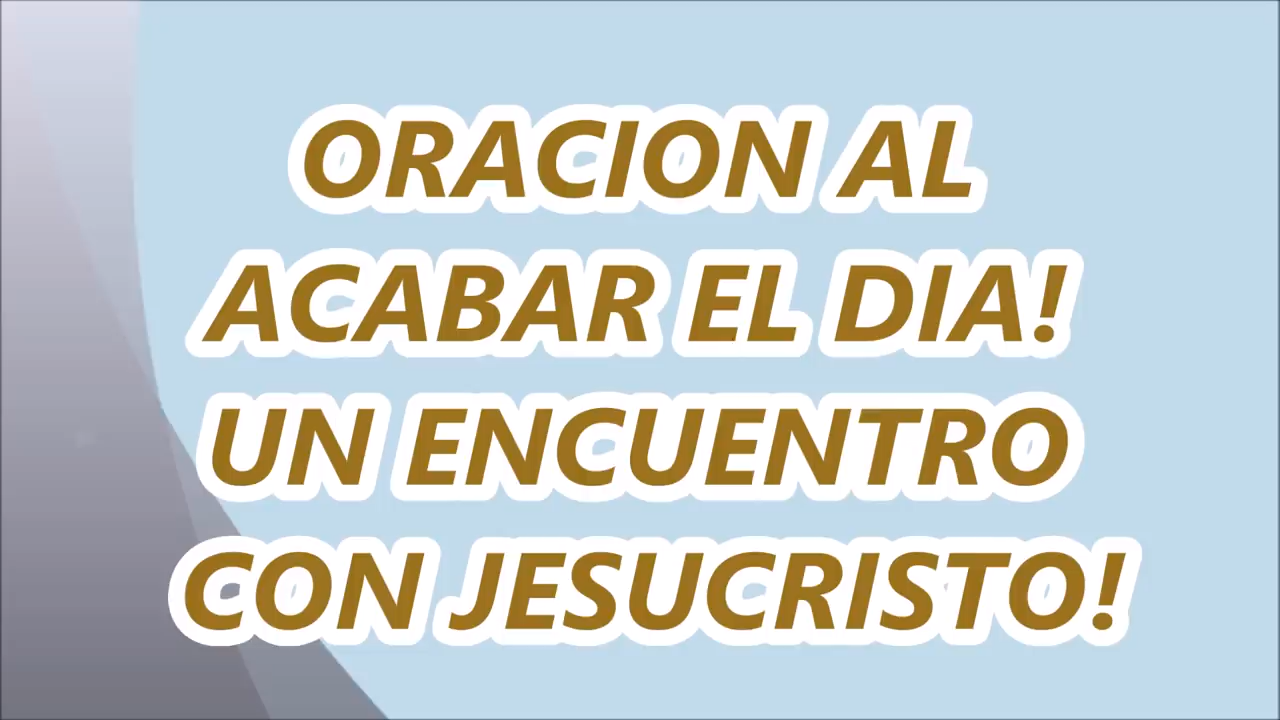 ORACION AL
ACABAR EL DIA!
UN ENCUENTRO
CON JESUCRISTO!